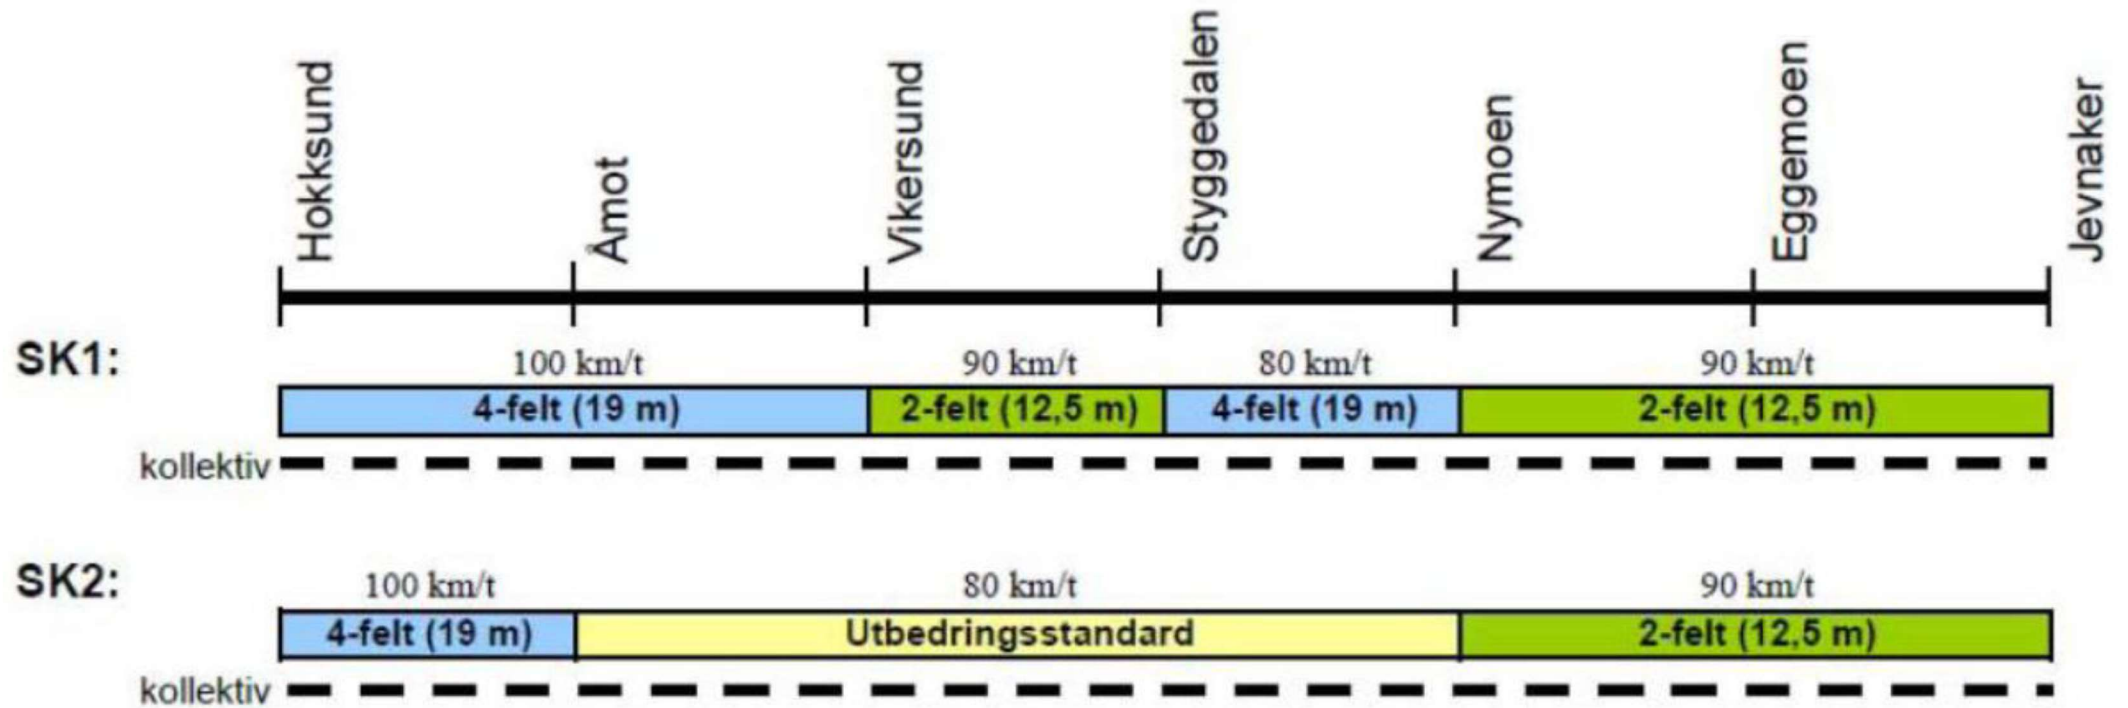 Hokksund
Åmot
Vikersund
Styggedalen
Nymoen
Eggemoen
Jevnaker
SK1:
100 km/t 90 km/t 80 km/t 90 km/t
4-felt (19 m) 2-felt (12,5 m) 4-felt (19 m) 2-felt (12,5 m)
kollektiv
SK2:
100 km/t 80 km/t 90 km/t
4-felt (19 m) Utbedringsstandard 2-felt (12,5 m)
kollektiv